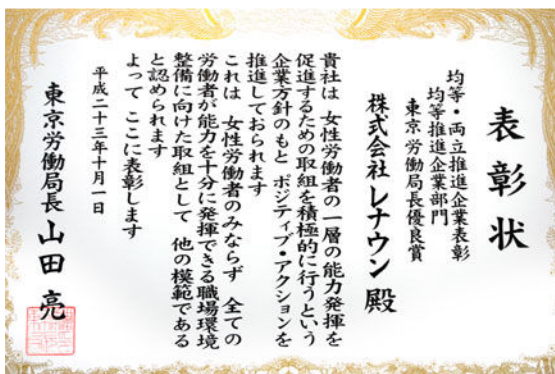 表彰状
均等・両立推進企業表彰
均等推進企業部門
東京労働局長優良賞
株式会社レナウン 殿
貴社は 女性労働者の一層の能力発揮を
促進するための取組を積極的に行うという
企業方針のもと ポジティブ・アクションを
推進しておられます
これは 女性労働者のみならず 全ての
労働者が能力を十分に発揮できる職場環境
整備に向けた取組として 他の模範である
と認められます
よって ここに表彰します
平成二十三年十月一日
東京労働局長 山田 亮